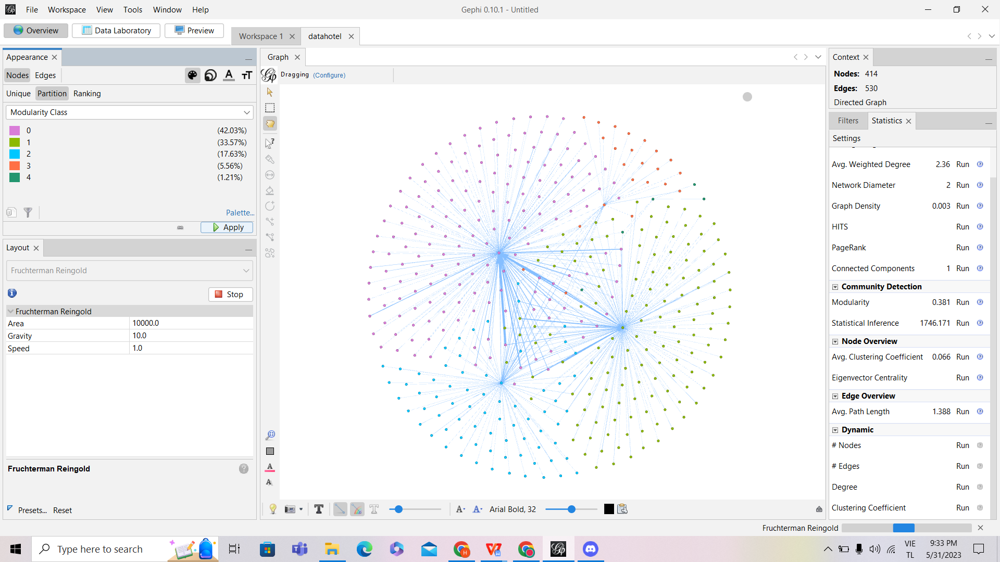 File Workspace View Tools Window Help
Gephi 0.10.1 - Untitled
Overview Data Laboratory Preview
Workspace 1 datahotel
Appearance
Nodes Edges
Unique Partition Ranking
Modularity Class
0 (42.03%)
1 (33.57%)
2 (17.63%)
3 (5.56%)
4 (1.21%)
Palette...
Apply
Layout
Fruchterman Reingold
Stop
Fruchterman Reingold
Area 10000.0
Gravity 10.0
Speed 1.0
Fruchterman Reingold
Presets... Reset
Graph
Dragging (Configure)
Arial Bold, 32
Context
Nodes: 414
Edges: 530
Directed Graph
Filters Statistics
Settings
Avg. Weighted Degree 2.36 Run
Network Diameter 2 Run
Graph Density 0.003 Run
HITS Run
PageRank Run
Connected Components 1 Run
Community Detection
Modularity 0.381 Run
Statistical Inference 1746.171 Run
Node Overview
Avg. Clustering Coefficient 0.066 Run
Eigenvector Centrality Run
Edge Overview
Avg. Path Length 1.388 Run
Dynamic
# Nodes Run
# Edges Run
Degree Run
Clustering Coefficient Run
Fruchterman Reingold
Type here to search
VIE
TL
9:33 PM
5/31/2023